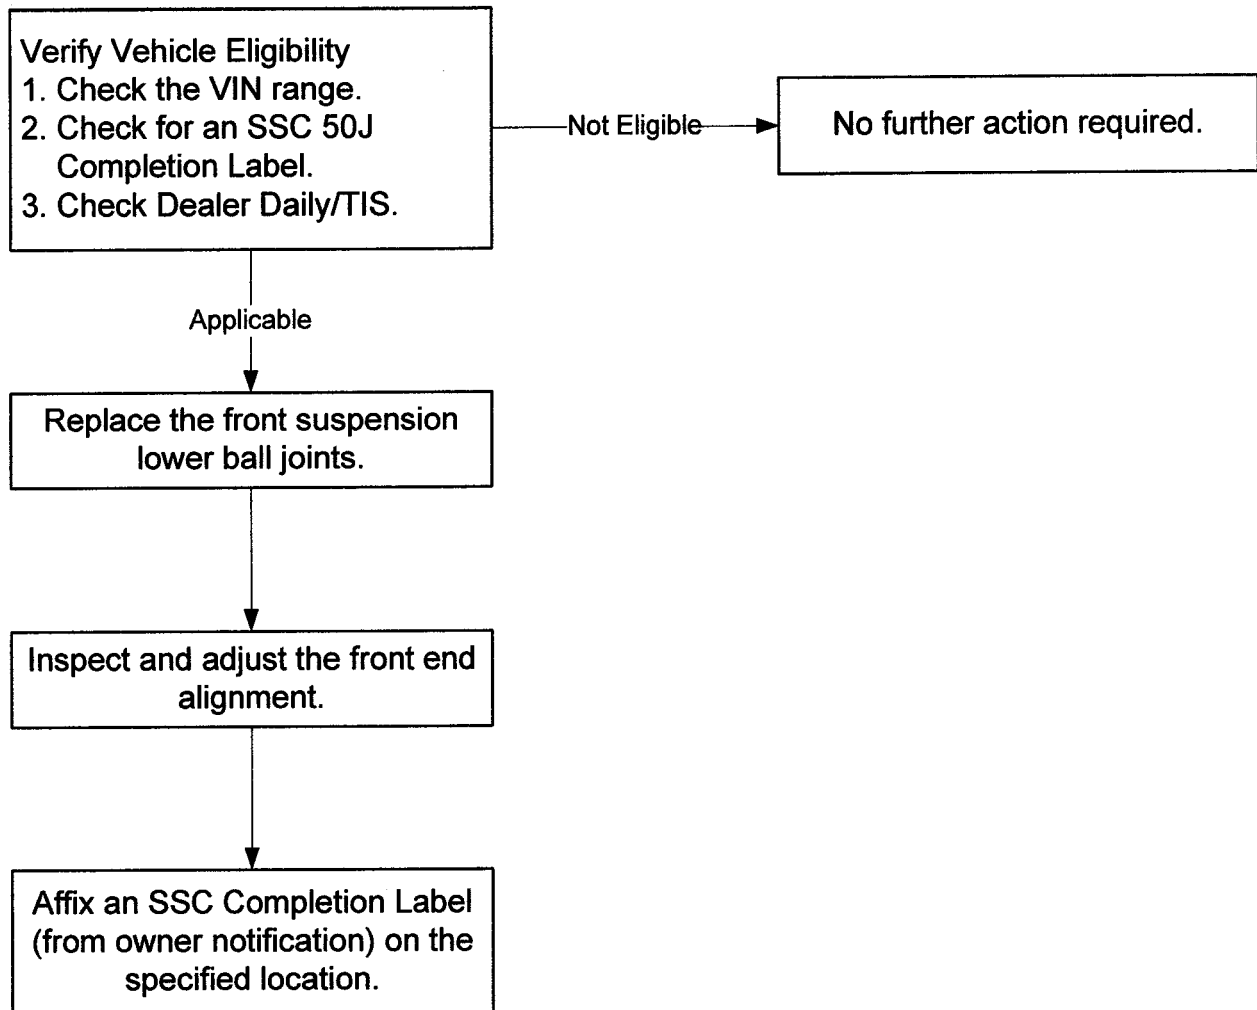 Verify Vehicle Eligibility
1. Check the VIN range.
2. Check for an SSC 50J
Completion Label.
3. Check Dealer Daily/TIS.
Not Eligible
No further action required.
Applicable
Replace the front suspension
lower ball joints.
Inspect and adjust the front end
alignment.
Affix an SSC Completion Label
(from owner notification) on the
specified location.